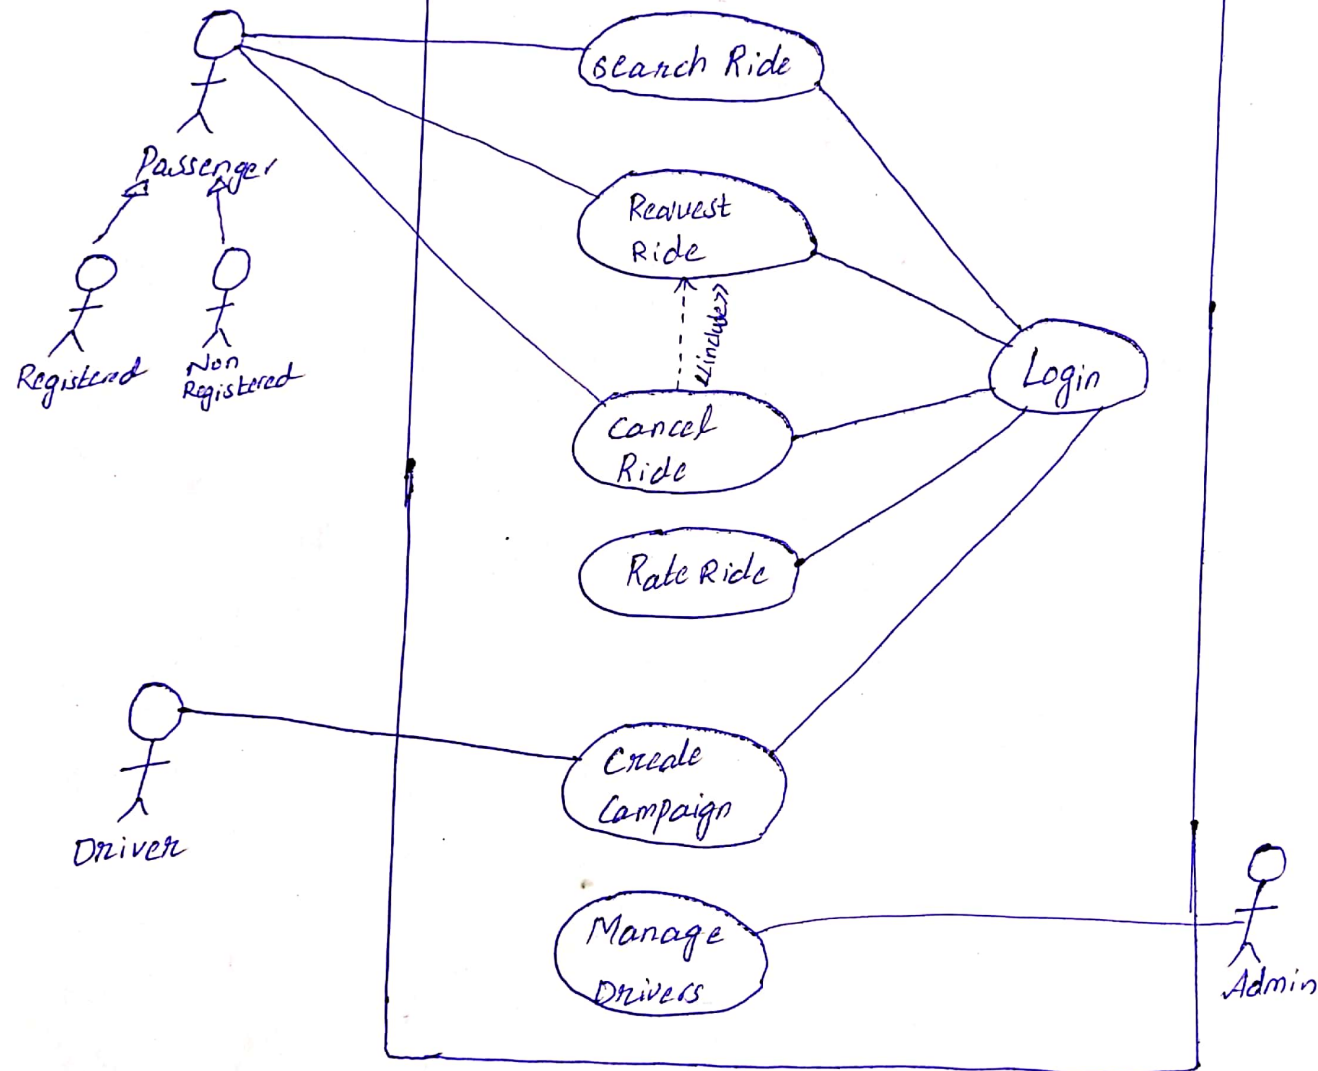 Search Ride
Passenger
Request
Ride
<<include>>
Registered
Non
Registered
Login
Cancel
Ride
Rate Ride
Create
Campaign
Driver
Manage
Drivers
Admin